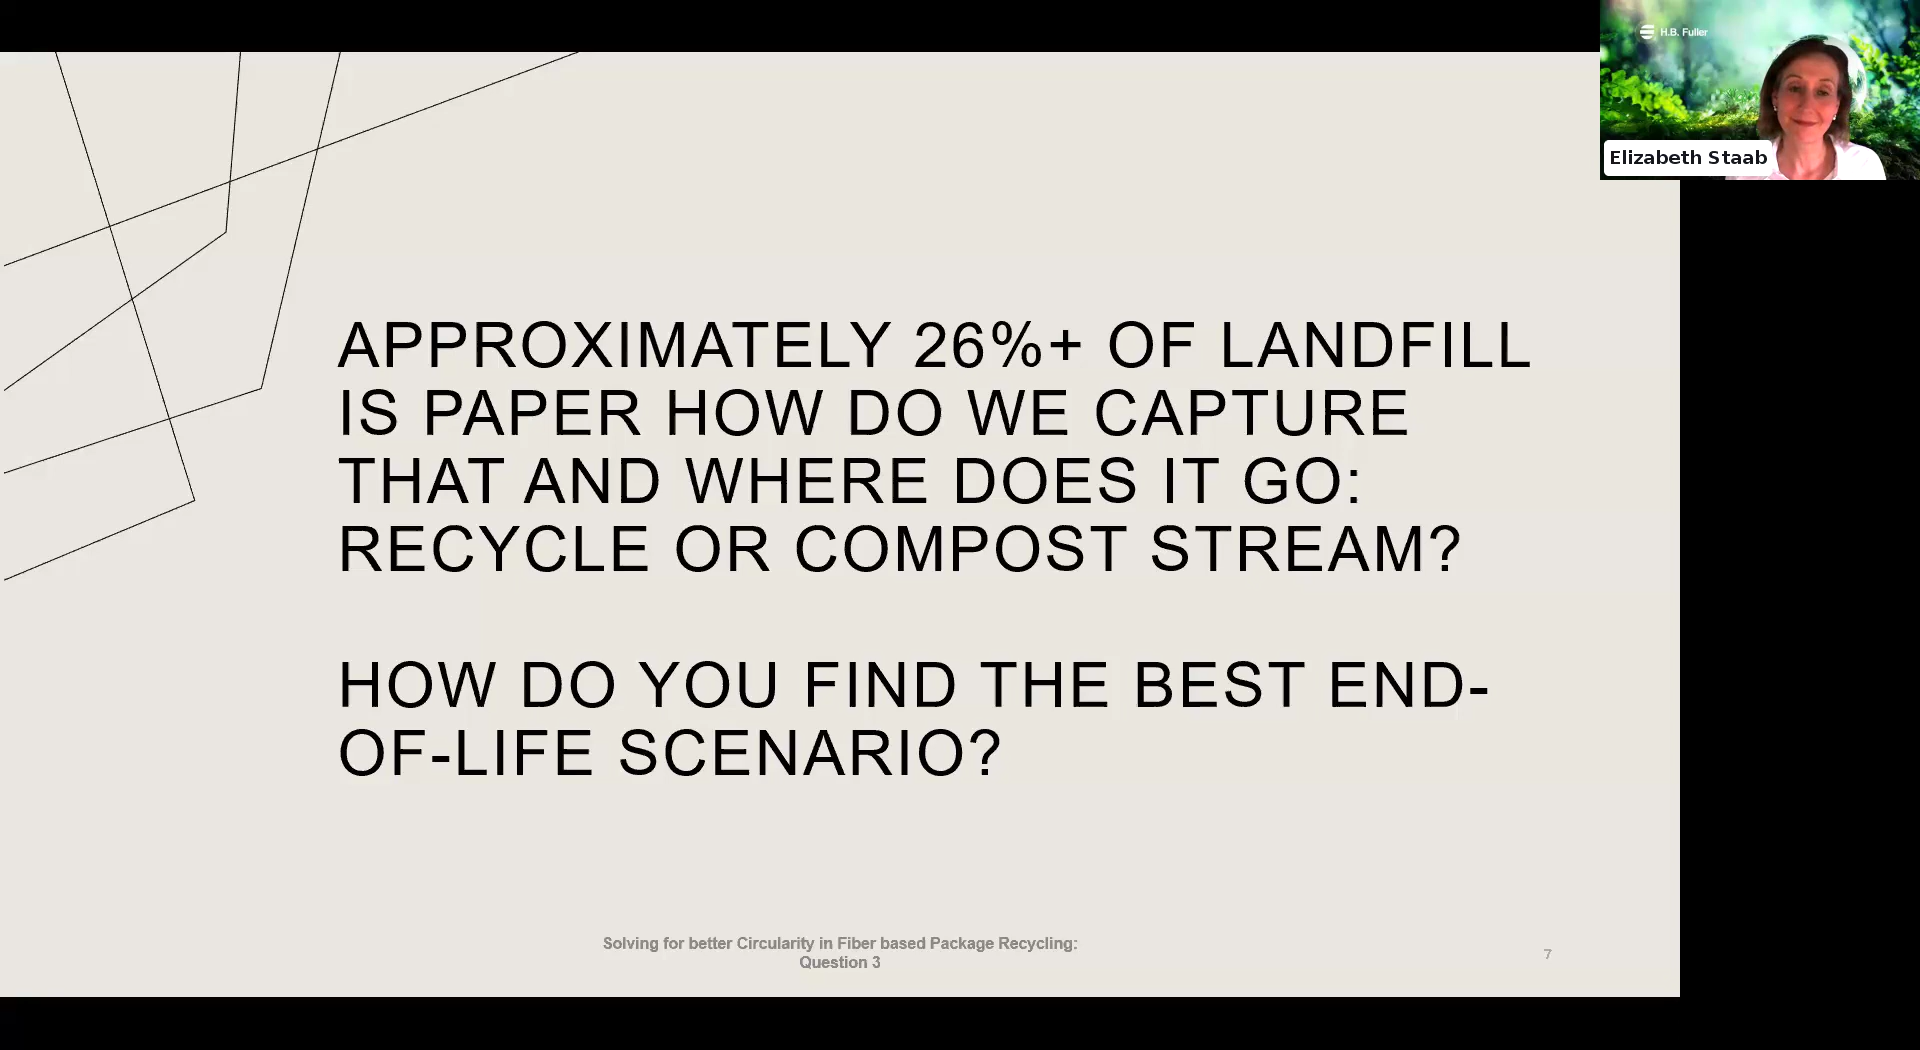 H.B. Fuller
Elizabeth Staab
APPROXIMATELY 26%+ OF LANDFILL
IS PAPER HOW DO WE CAPTURE
THAT AND WHERE DOES IT GO:
RECYCLE OR COMPOST STREAM?
HOW DO YOU FIND THE BEST END-
OF-LIFE SCENARIO?
Solving for better Circularity in Fiber based Package Recycling:
Question 3
7